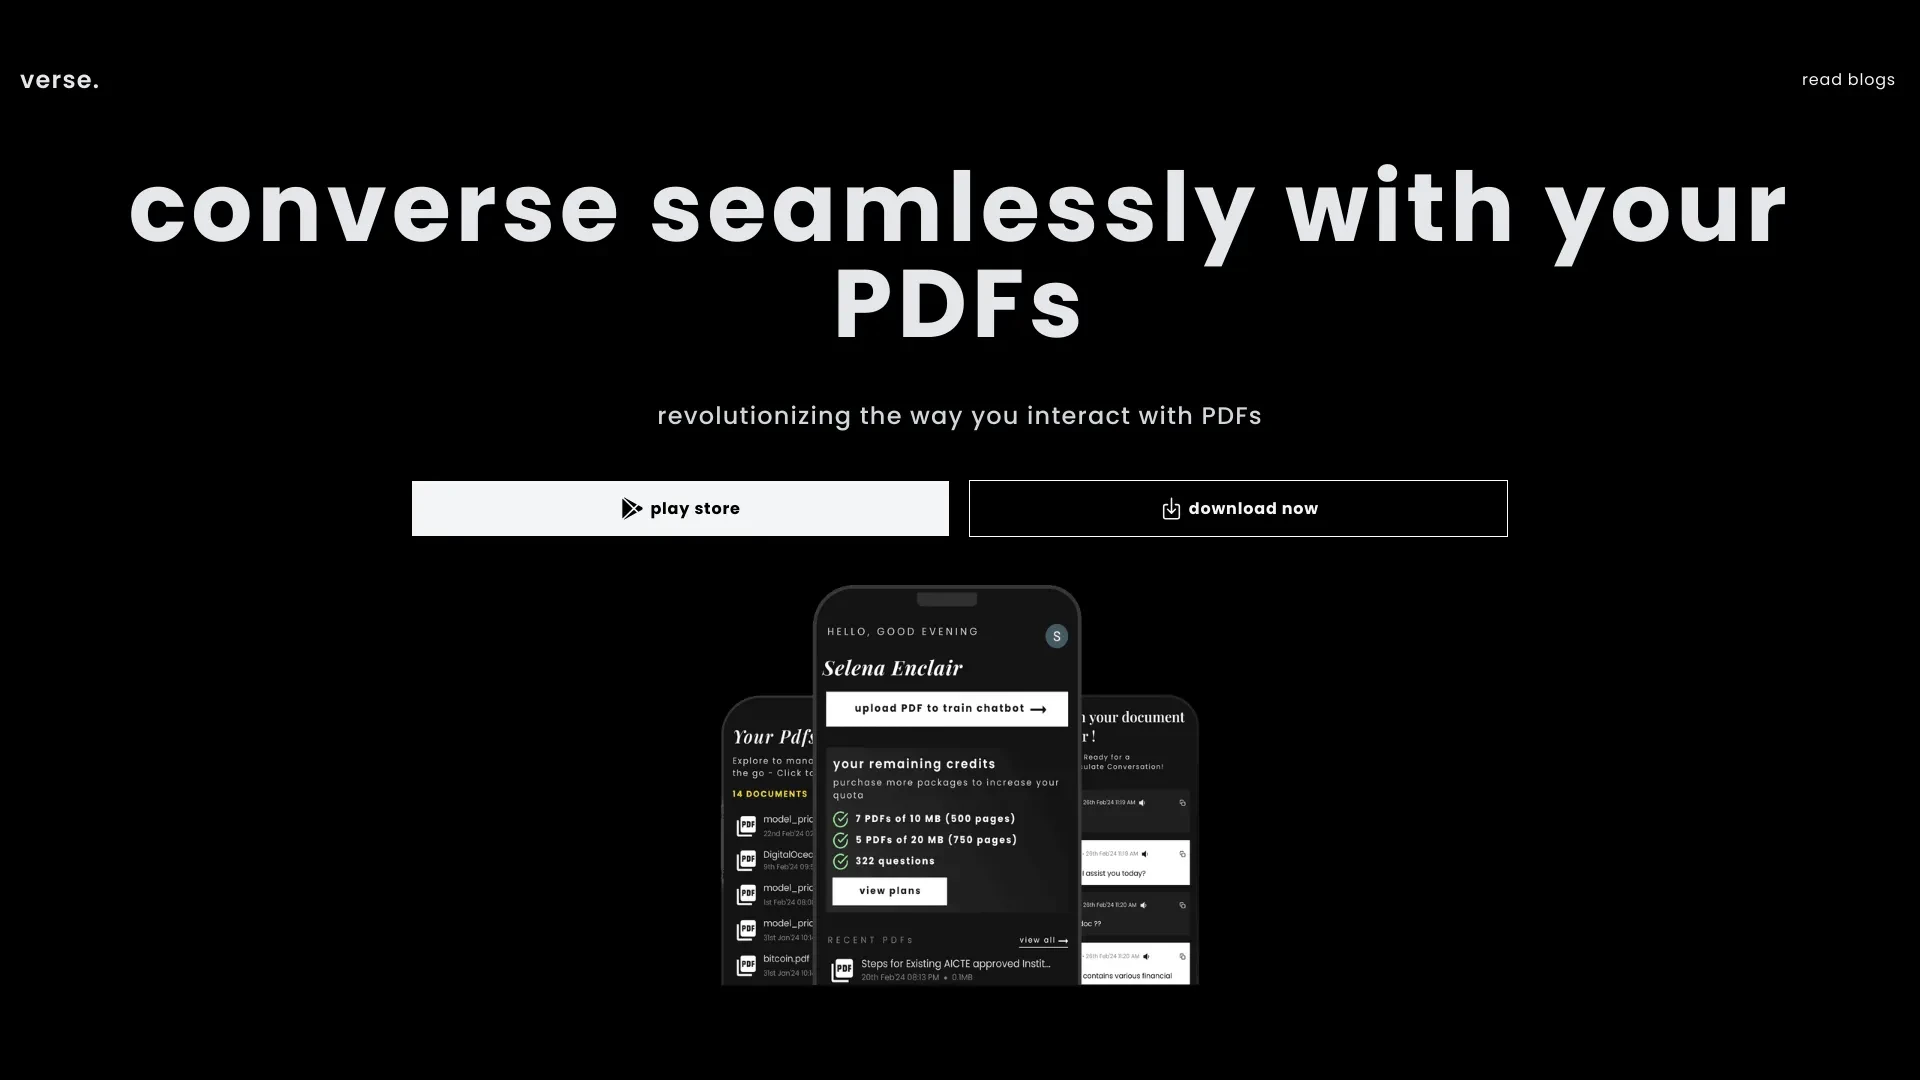 verse.
read blogs
converse seamlessly with your
PDFs
revolutionizing the way you interact with PDFs
play store
download now
HELLO, GOOD EVENING
S
Selena Enclair
upload PDF to train chatbot
your remaining credits
purchase more packages to increase your
quota
7 PDFs of 10 MB (500 pages)
5 PDFs of 20 MB (750 pages)
322 questions
view plans
RECENT PDFs
view all
PDF
Steps for Existing AICTE approved Instit...
20th Feb'24 08:13 PM • 0.1MB
Your Pdfs
Explore to mana
the go - Click to
14 DOCUMENTS
PDF
model_pric
22nd Feb'24 02
PDF
DigitalOcea
9th Feb'24 09:5
PDF
model_pric
1st Feb'24 08:0
PDF
model_pric
31st Jan'24 10:1
PDF
bitcoin.pdf
31st Jan'24 10:1
your document
r !
Ready for a
ulate Conversation!
26th Feb'24 11:19 AM
26th Feb'24 11:19 AM
I assist you today?
26th Feb'24 11:20 AM
doc ??
26th Feb'24 11:20 AM
contains various financial